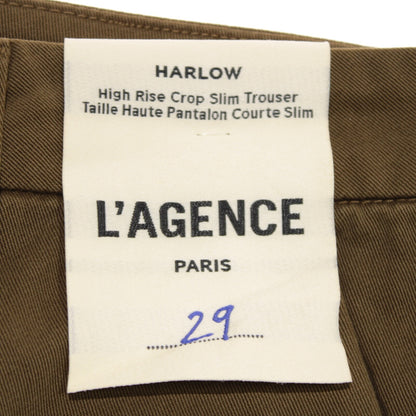 HARLOW
High Rise Crop Slim Trouser
Taille Haute Pantalon Courte Slim
L'AGENCE
PARIS
29